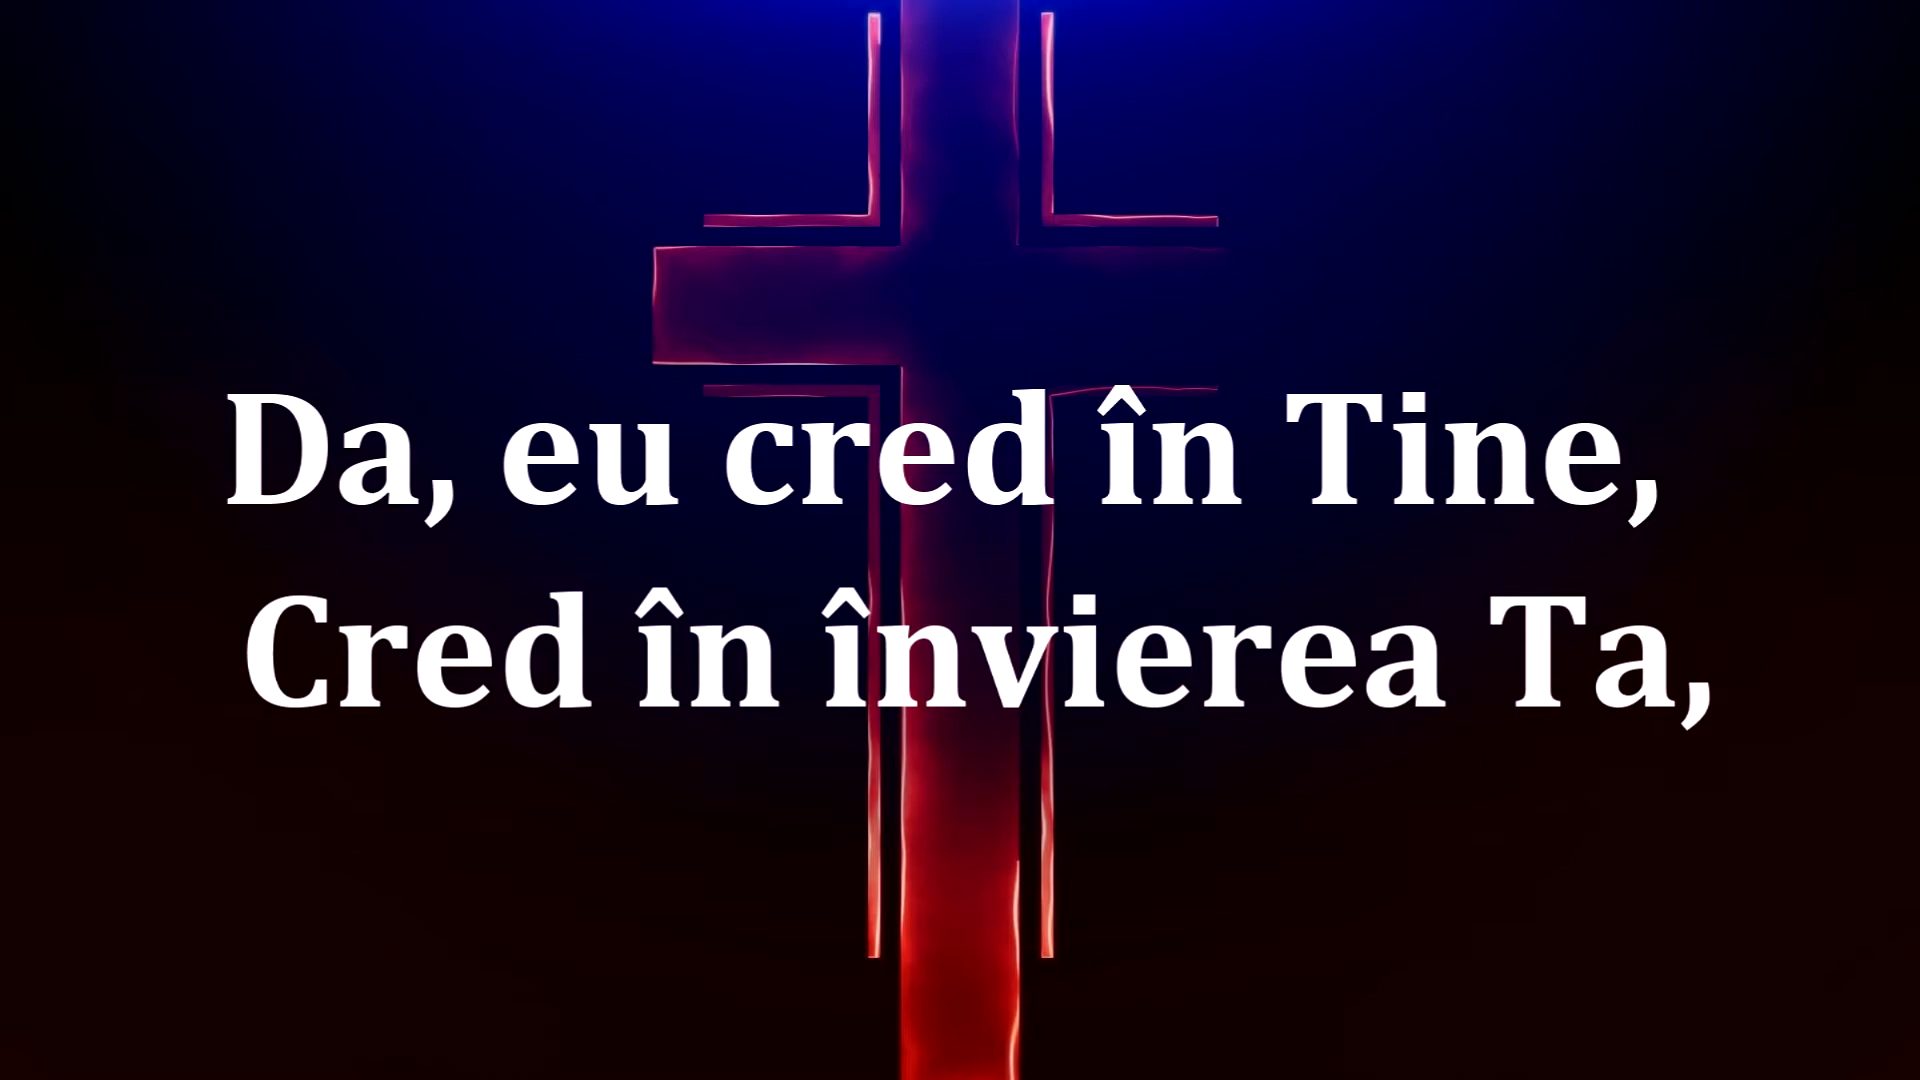 Da, eu cred în Tine,
Cred în învierea Ta,